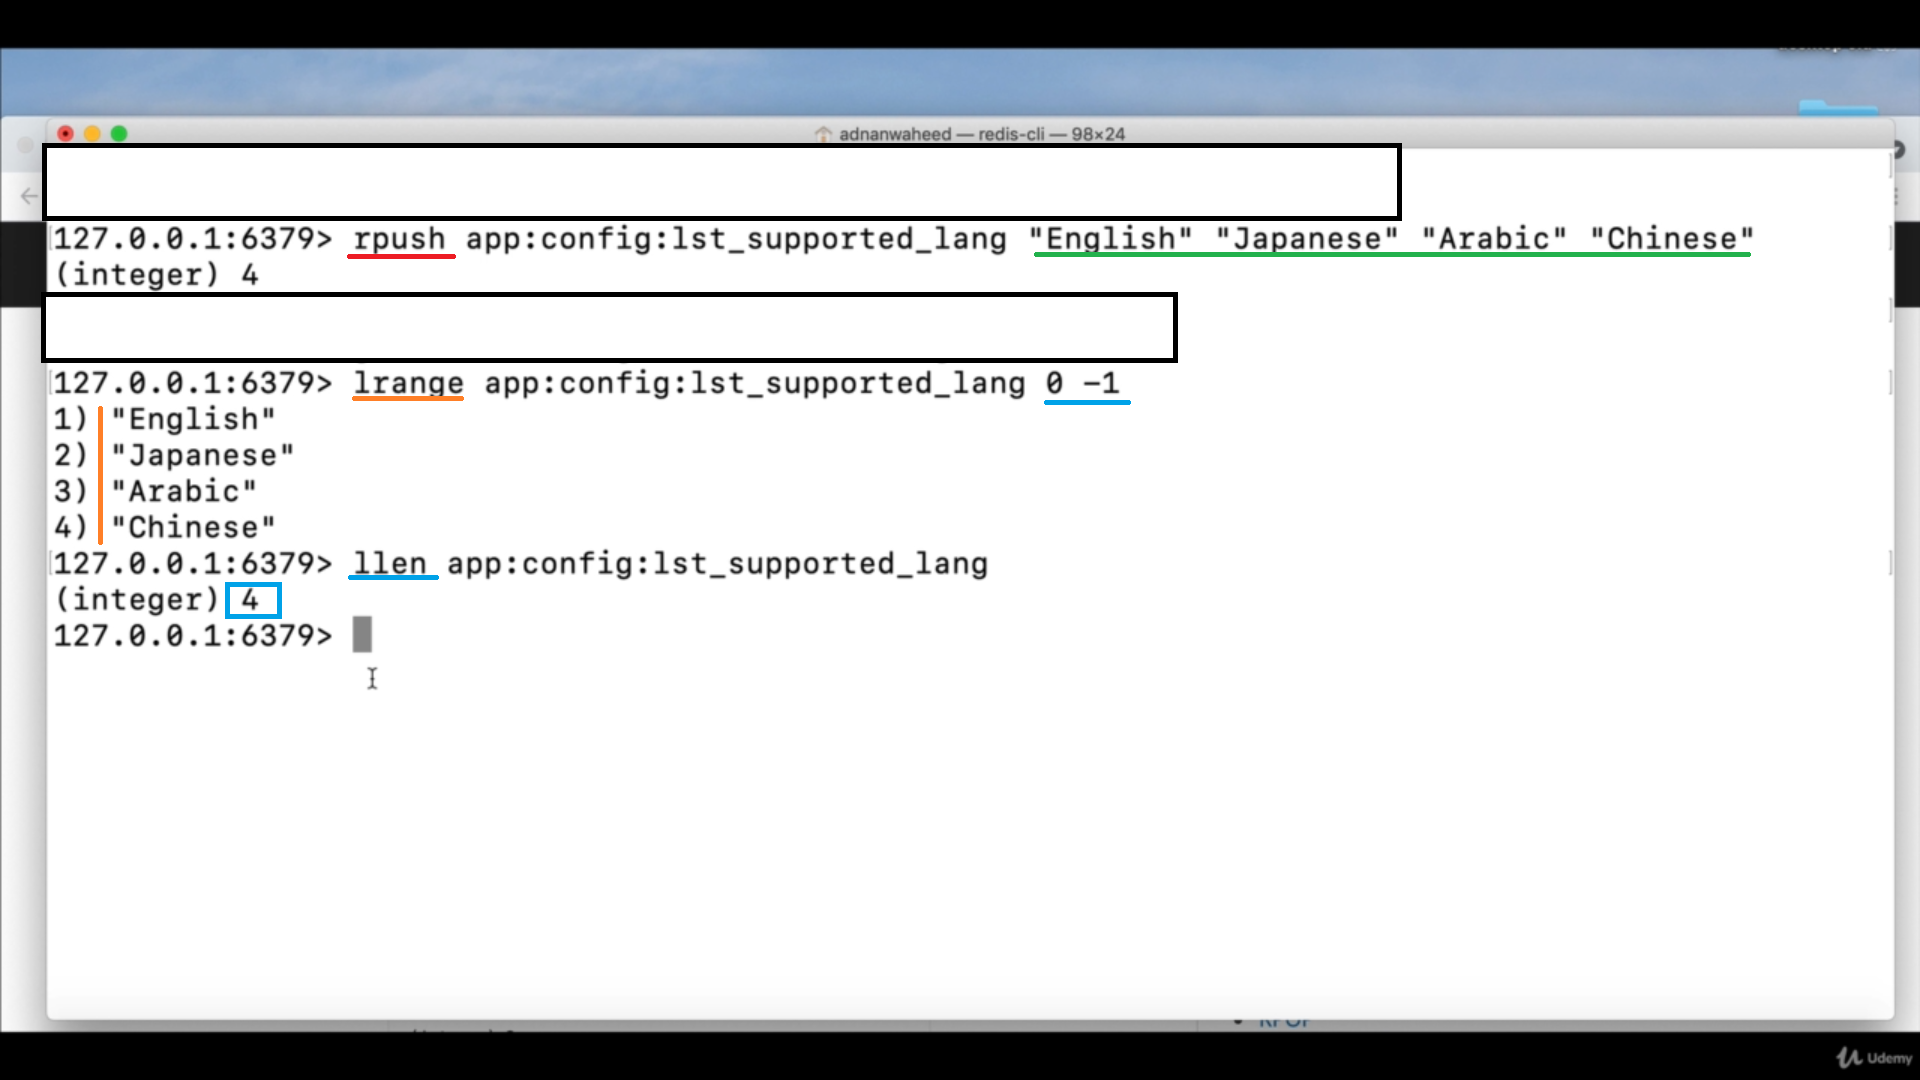 adnanwaheed — redis-cli — 98×24
127.0.0.1:6379> rpush app:config:lst_supported_lang "English" "Japanese" "Arabic" "Chinese"
(integer) 4
127.0.0.1:6379> lrange app:config:lst_supported_lang 0 -1
1) "English"
2) "Japanese"
3) "Arabic"
4) "Chinese"
127.0.0.1:6379> llen app:config:lst_supported_lang
(integer) 4
127.0.0.1:6379>
RPOP
Udemy